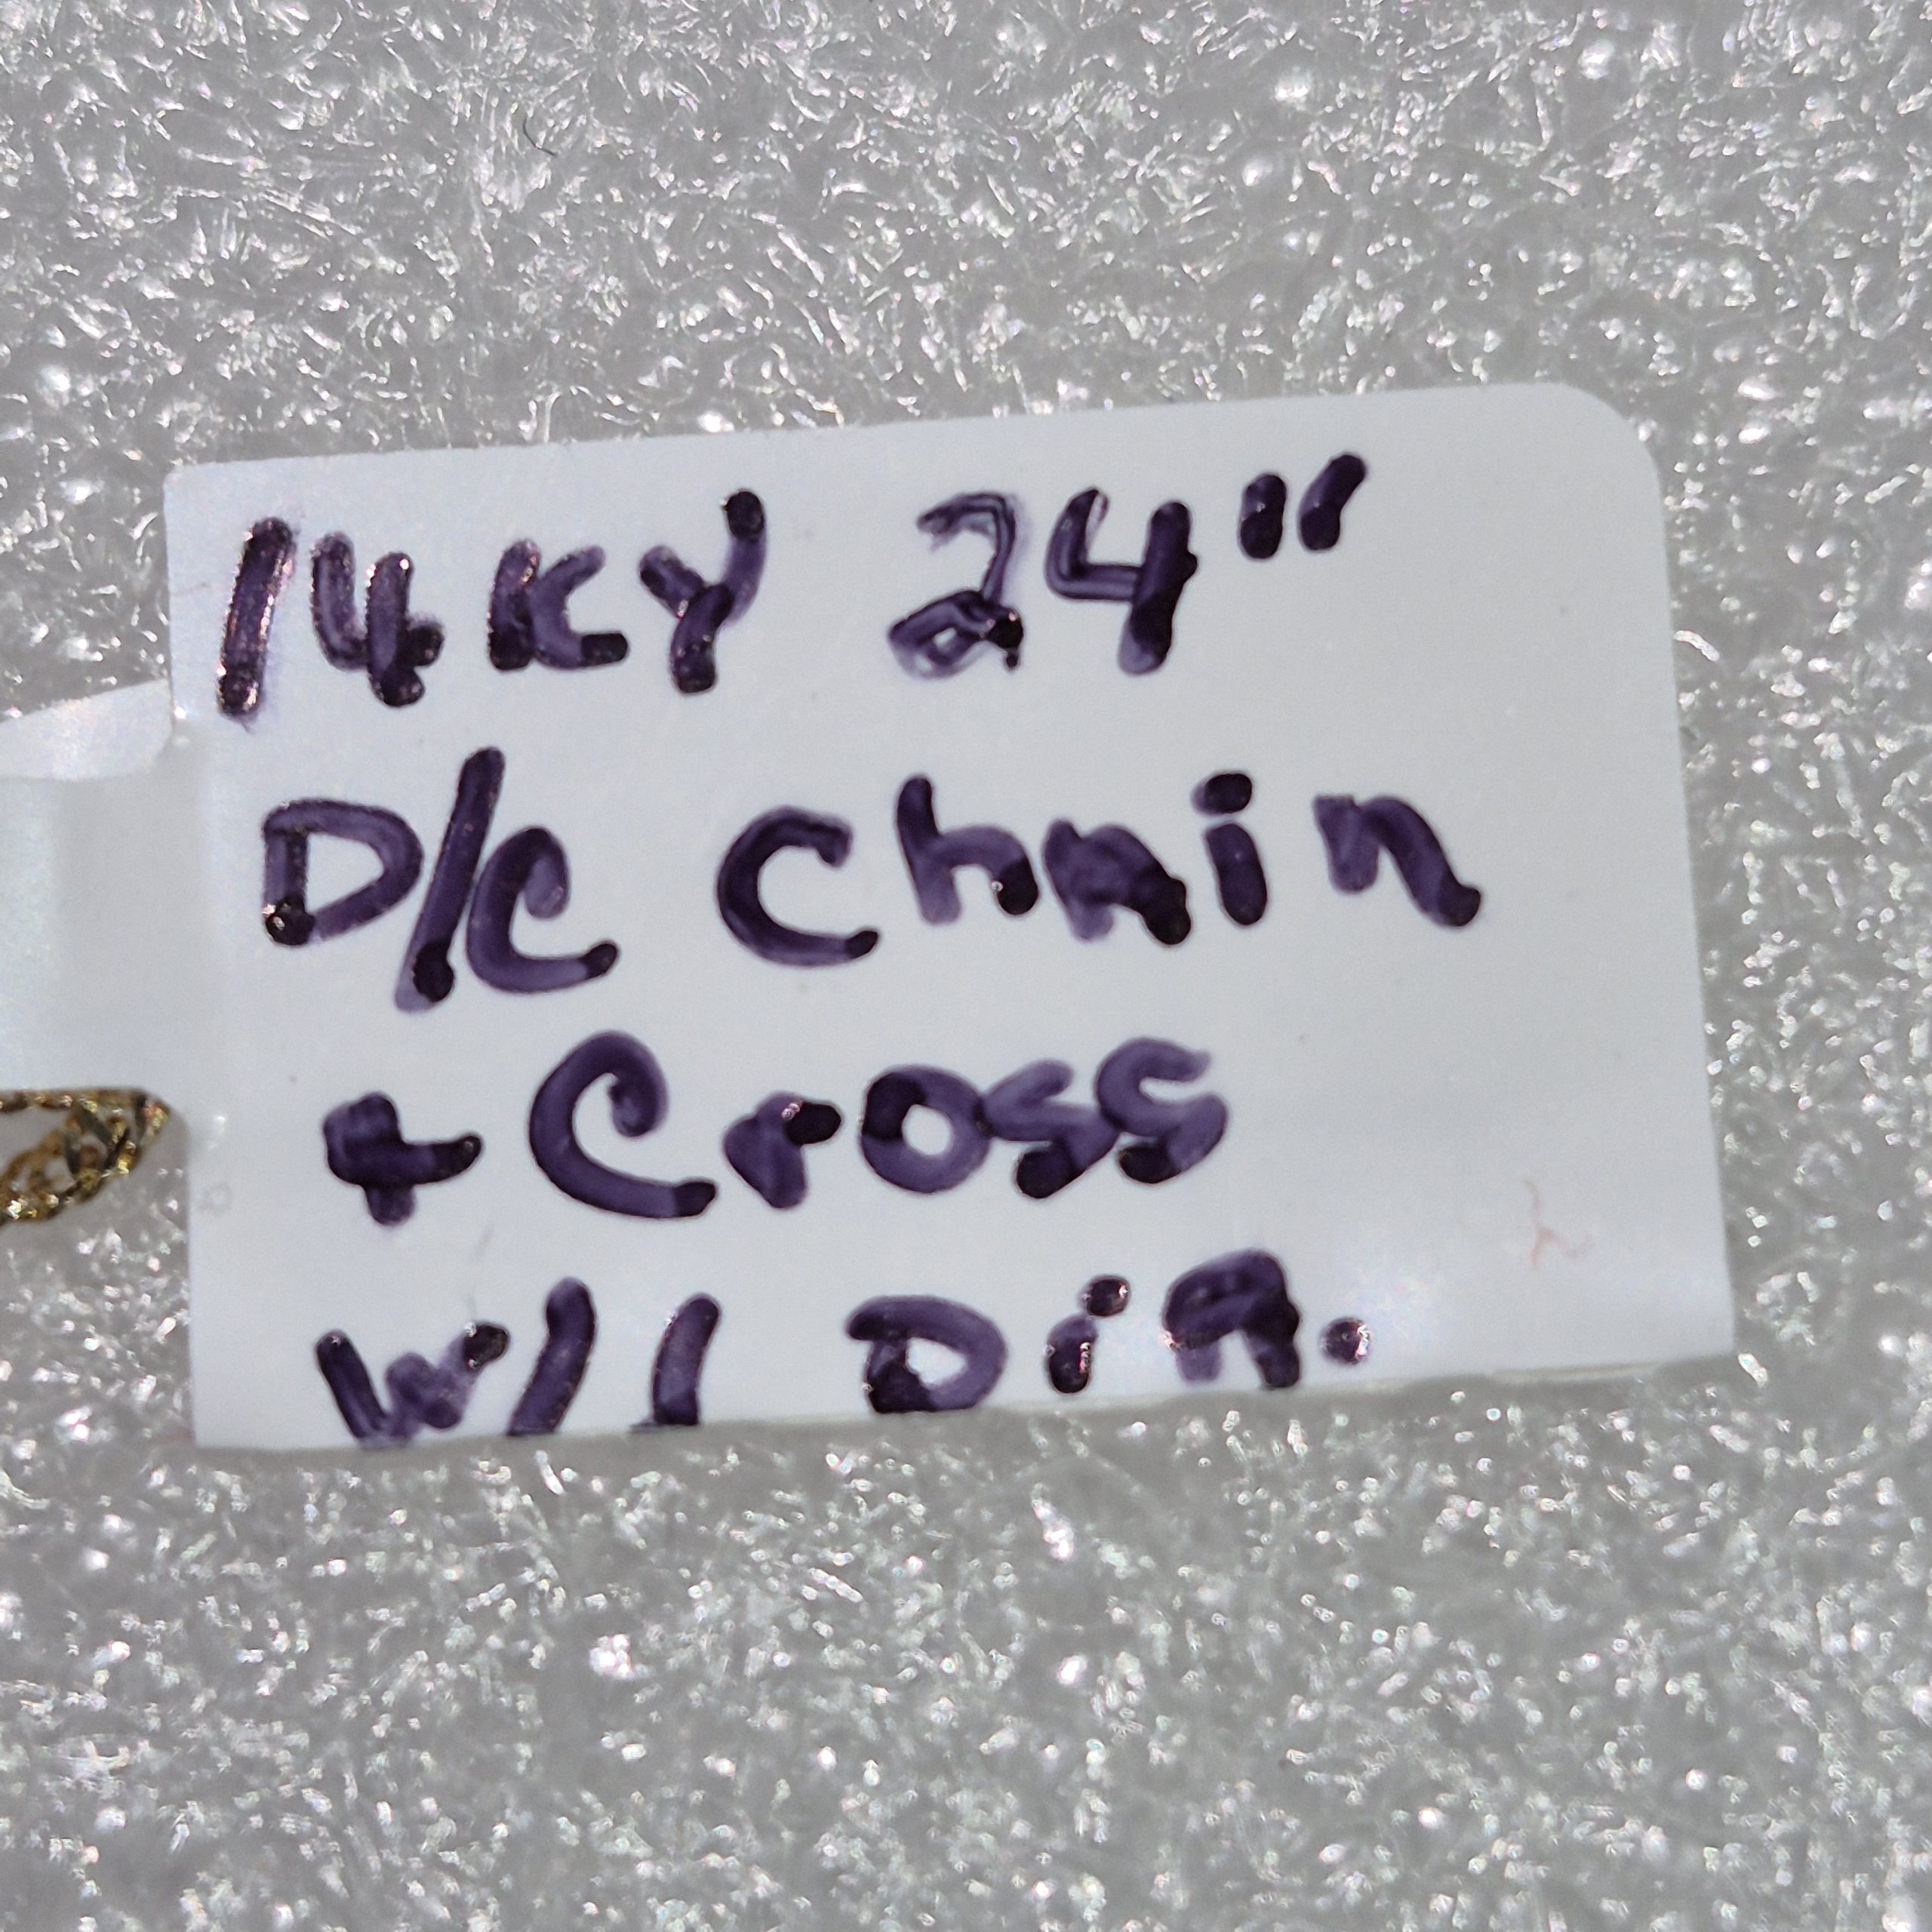 14KY 24"
D/C Chain
+ Cross
W/1 Dia.